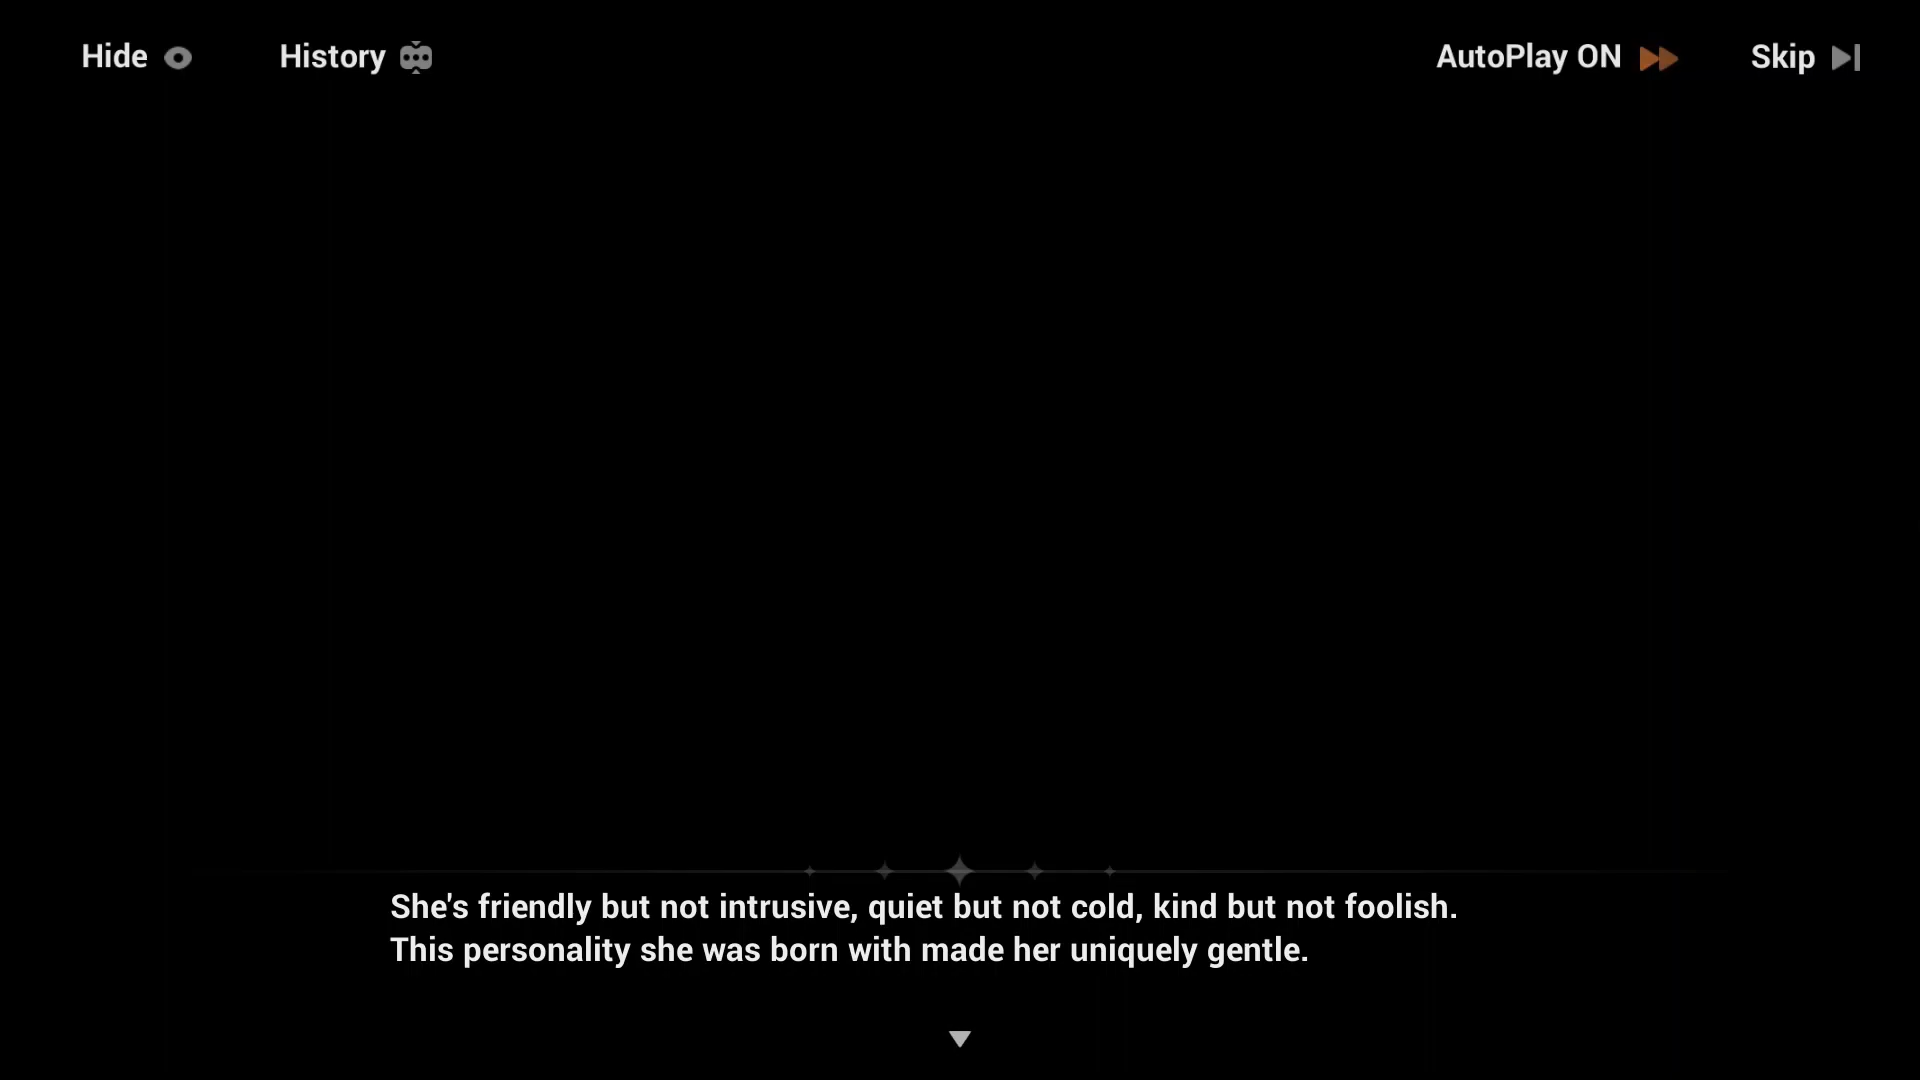 Hide
History
AutoPlay ON
Skip
She's friendly but not intrusive, quiet but not cold, kind but not foolish.
This personality she was born with made her uniquely gentle.